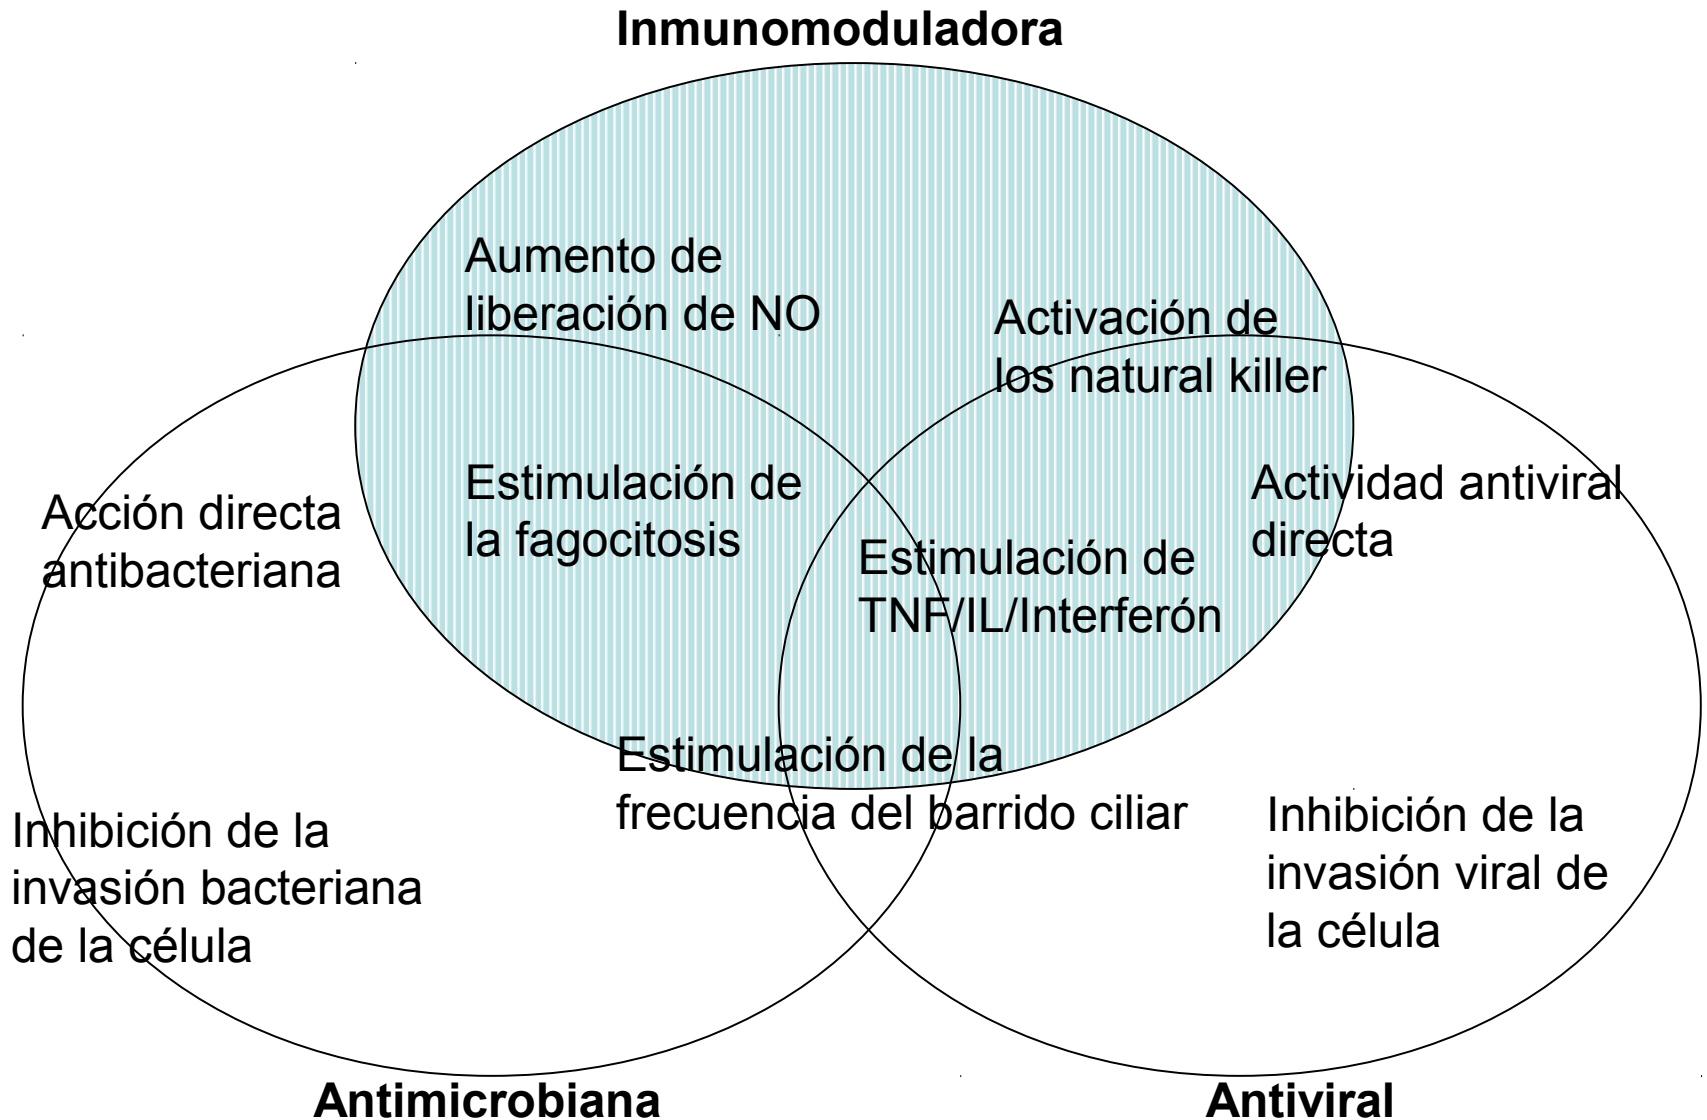 Inmunomoduladora
Aumento de
liberación de NO
Activación de
los natural killer
Estimulación de
la fagocitosis
Acción directa
antibacteriana
Actividad antiviral
directa
Estimulación de
TNF/IL/Interferón
Estimulación de la
frecuencia del barrido ciliar
Inhibición de la
invasión bacteriana
de la célula
Inhibición de la
invasión viral de
la célula
Antimicrobiana
Antiviral